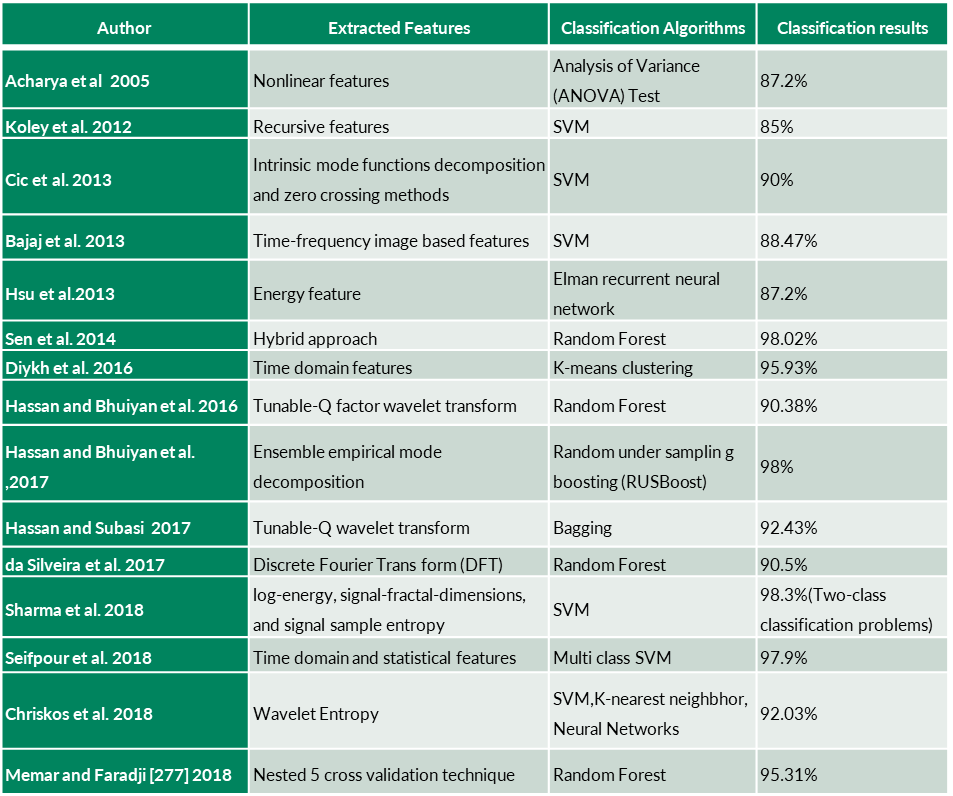 Author Extracted Features Classification Algorithms Classification results
Acharya et al 2005 Nonlinear features Analysis of Variance
(ANOVA) Test 87.2%
Koley et al. 2012 Recursive features SVM 85%
Cic et al. 2013 Intrinsic mode functions decomposition
and zero crossing methods SVM 90%
Bajaj et al. 2013 Time-frequency image based features SVM 88.47%
Hsu et al.2013 Energy feature Elman recurrent neural
network 87.2%
Sen et al. 2014 Hybrid approach Random Forest 98.02%
Diykh et al. 2016 Time domain features K-means clustering 95.93%
Hassan and Bhuiyan et al. 2016 Tunable-Q factor wavelet transform Random Forest 90.38%
Hassan and Bhuiyan et al.
,2017 Ensemble empirical mode
decomposition Random under samplin g
boosting (RUSBoost) 98%
Hassan and Subasi 2017 Tunable-Q wavelet transform Bagging 92.43%
da Silveira et al. 2017 Discrete Fourier Trans form (DFT) Random Forest 90.5%
Sharma et al. 2018 log-energy, signal-fractal-dimensions,
and signal sample entropy SVM 98.3%(Two-class
classification problems)
Seifpour et al. 2018 Time domain and statistical features Multi class SVM 97.9%
Chriskos et al. 2018 Wavelet Entropy SVM,K-nearest neighbhor,
Neural Networks 92.03%
Memar and Faradji [277] 2018 Nested 5 cross validation technique Random Forest 95.31%